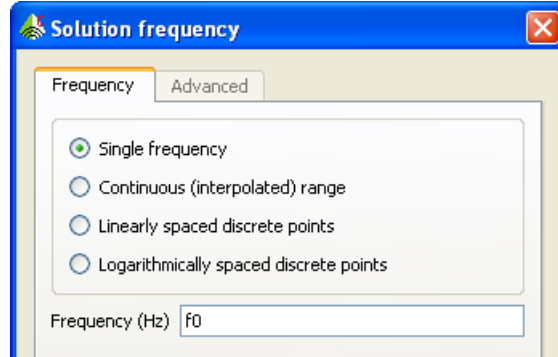 Solution frequency
Frequency Advanced
Single frequency
Continuous (interpolated) range
Linearly spaced discrete points
Logarithmically spaced discrete points
Frequency (Hz) f0